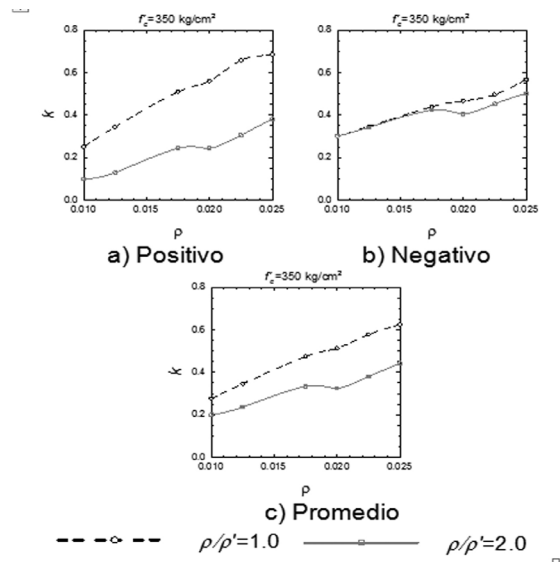 f'c=350 kg/cm²
f'c=350 kg/cm²
0.8
0.6
k
0.4
0.2
0.0
0.010
0.015
0.020
0.025
ρ
a) Positivo
0.8
0.6
0.4
0.2
0.0
0.010
0.015
0.020
0.025
ρ
b) Negativo
f'c=350 kg/cm²
0.8
0.6
k
0.4
0.2
0.0
0.010
0.015
0.020
0.025
ρ
c) Promedio
ρ/ρ'=1.0
ρ/ρ'=2.0